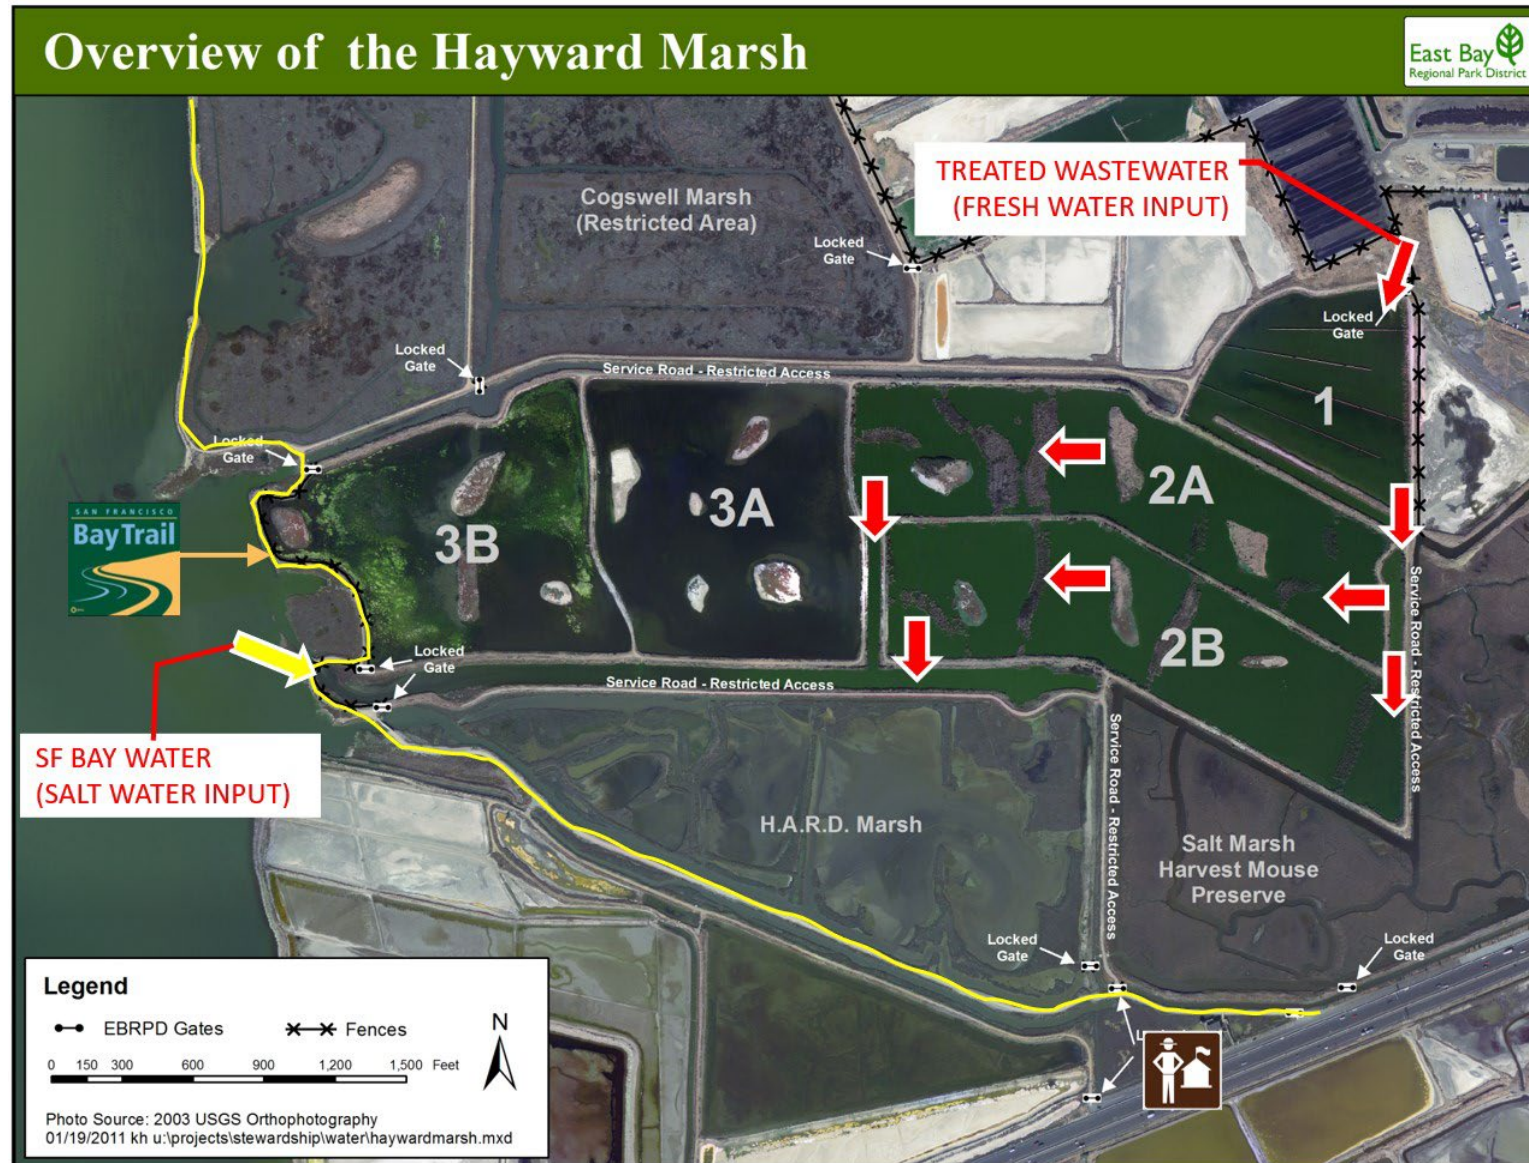 Overview of the Hayward Marsh
East Bay
Regional Park District
TREATED WASTEWATER
(FRESH WATER INPUT)
Cogswell Marsh
(Restricted Area)
Locked
Gate
Locked
Gate
Locked
Gate
Service Road - Restricted Access
1
Locked
Gate
2A
3A
3B
SAN FRANCISCO
Bay Trail
2B
Service Road - Restricted Access
Locked
Gate
Service Road - Restricted Access
SF BAY WATER
(SALT WATER INPUT)
Service Road - Restricted Access
H.A.R.D. Marsh
Salt Marsh
Harvest Mouse
Preserve
Locked
Gate
Locked
Gate
Legend
EBRPD Gates
Fences
N
0 150 300 600 900 1,200 1,500 Feet
Photo Source: 2003 USGS Orthophotography
01/19/2011 kh u:\projects\stewardship\water\haywardmarsh.mxd